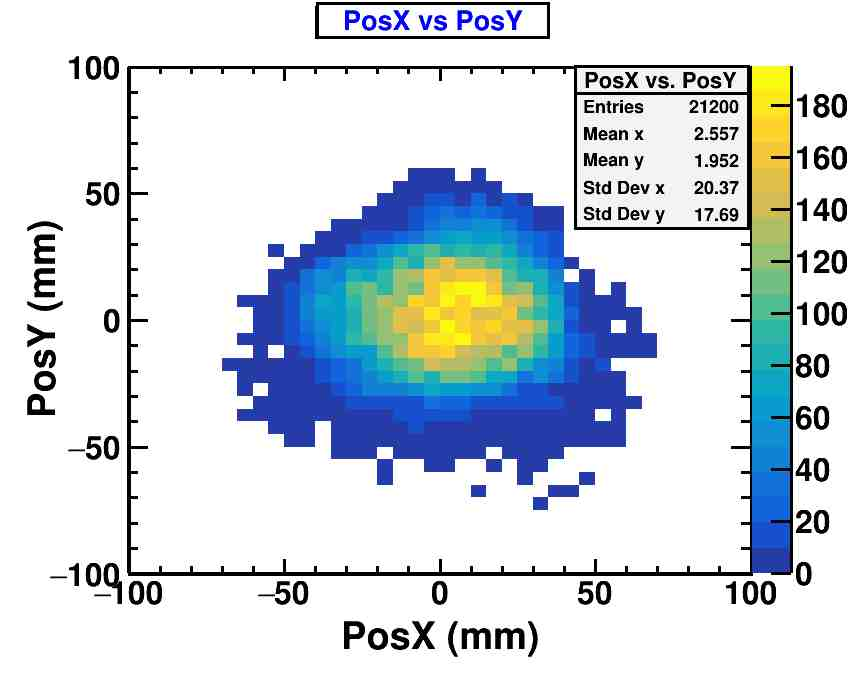 PosX vs PosY
PosX vs. PosY
Entries 21200
Mean x 2.557
Mean y 1.952
Std Dev x 20.37
Std Dev y 17.69
100
50
0
−50
−100
PosY (mm)
−100 −50 0 50 100
PosX (mm)
180
160
140
120
100
80
60
40
20
0